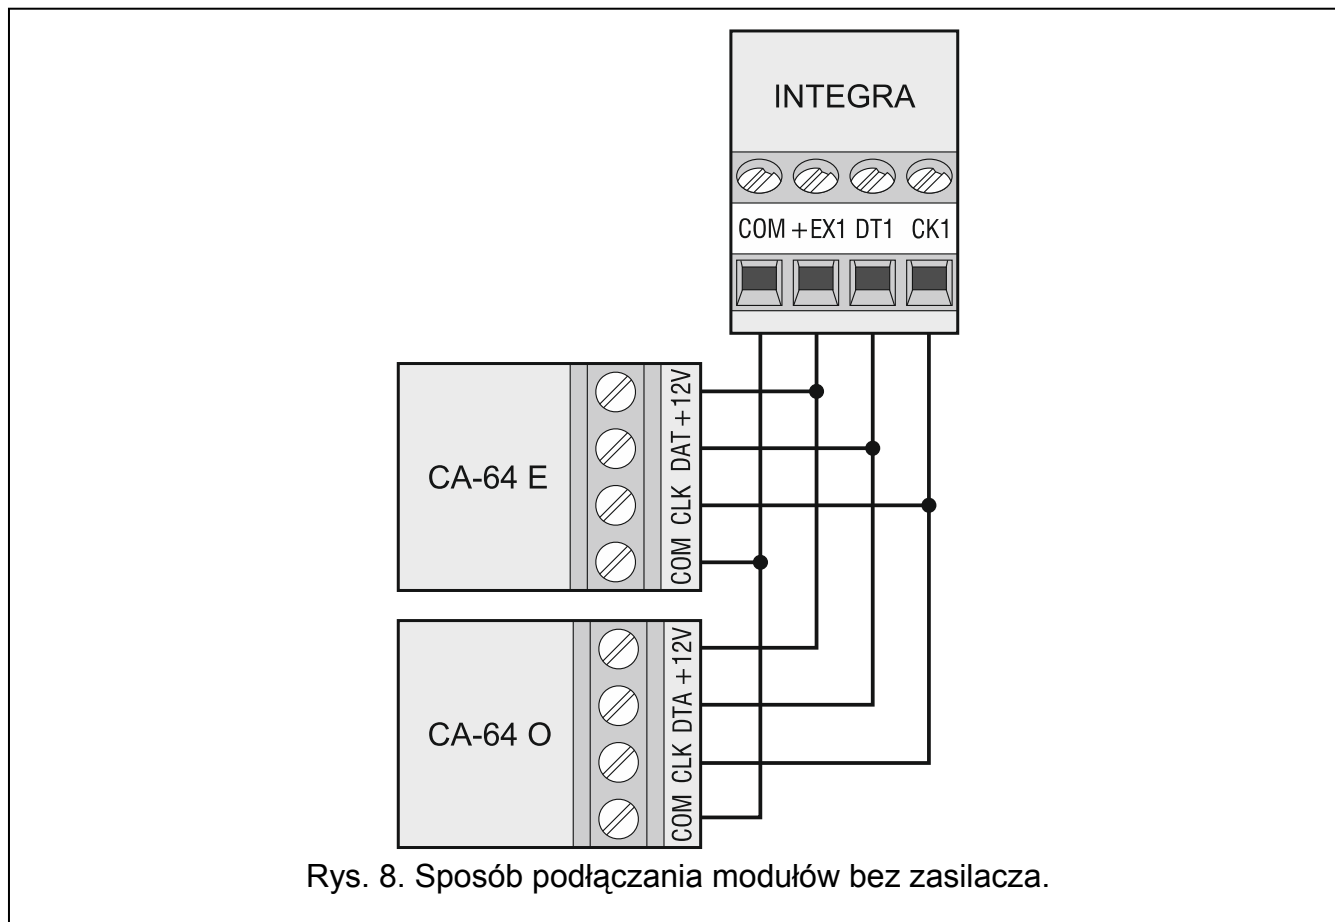 INTEGRA
COM +EX1 DT1 CK1
CA-64 E
+12V
DAT
CLK
COM
CA-64 O
+12V
DTA
CLK
COM
Rys. 8. Sposób podłączania modułów bez zasilacza.